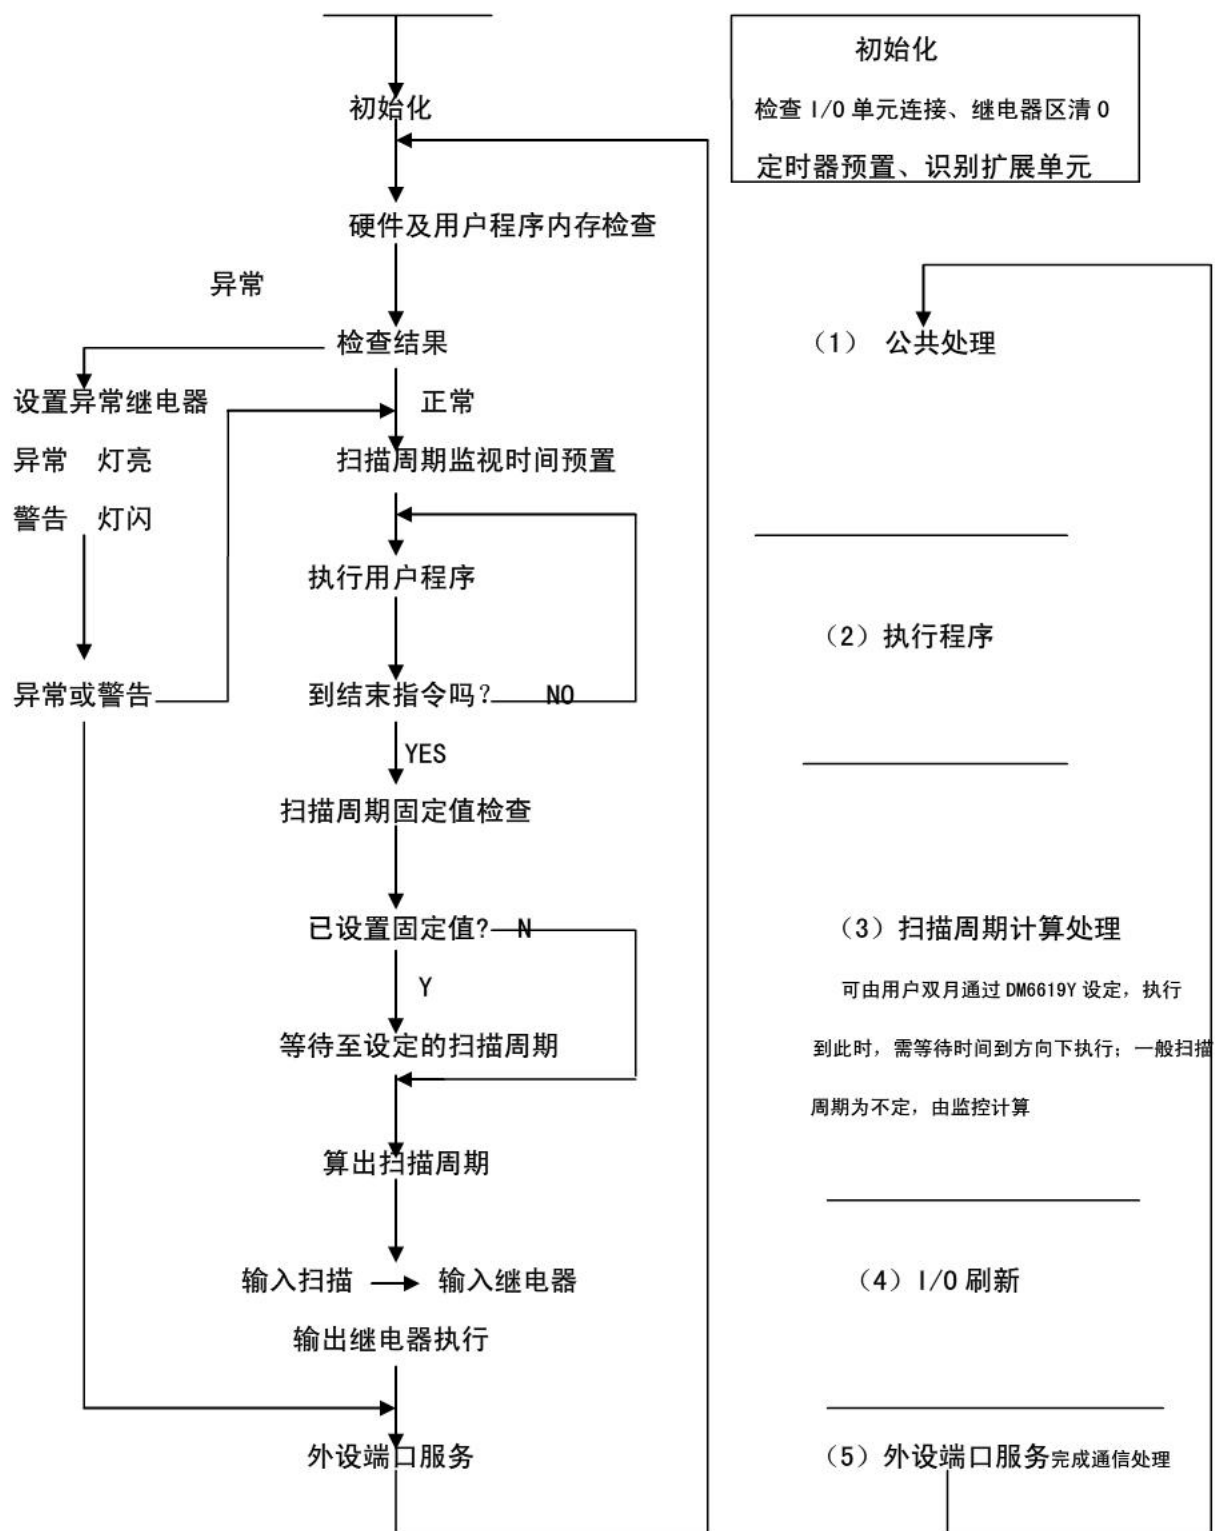 初始化
检查 I/O 单元连接、继电器区清 0
定时器预置、识别扩展单元
初始化
硬件及用户程序内存检查
异常
检查结果
(1) 公共处理
设置异常继电器
正常
异常 灯亮
扫描周期监视时间预置
警告 灯闪
执行用户程序
(2)执行程序
异常或警告
到结束指令吗? NO
YES
扫描周期固定值检查
已设置固定值? N
(3)扫描周期计算处理
Y
可由用户双月通过 DM6619Y 设定，执行
等待至设定的扫描周期
到此时，需等待时间到方向下执行；一般扫描
周期为不定，由监控计算
算出扫描周期
输入扫描 输入继电器
(4)I/O 刷新
输出继电器执行
外设端口服务
(5)外设端口服务完成通信处理